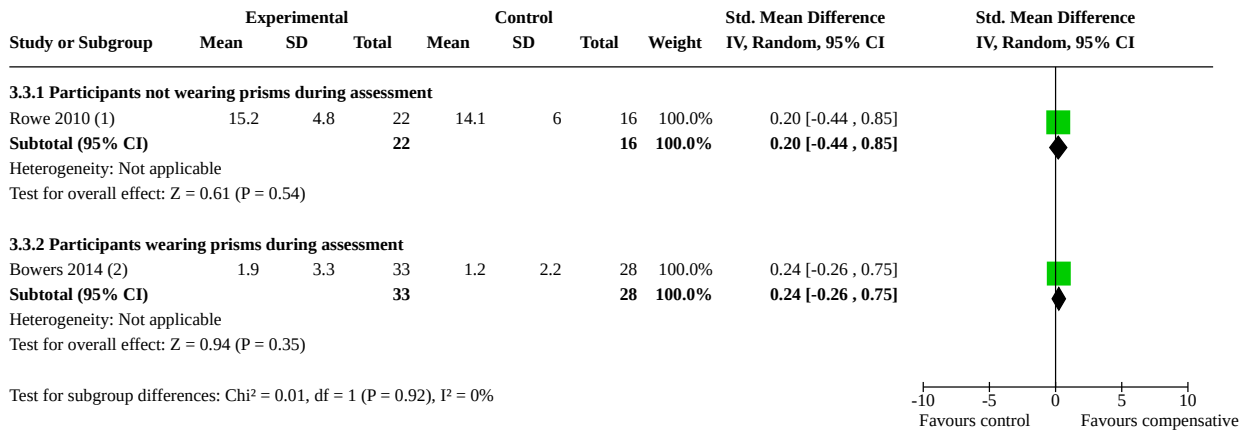 Experimental Control Std. Mean Difference Std. Mean Difference
Study or Subgroup Mean SD Total Mean SD Total Weight IV, Random, 95% CI IV, Random, 95% CI
3.3.1 Participants not wearing prisms during assessment
Rowe 2010 (1) 15.2 4.8 22 14.1 6 16 100.0% 0.20 [-0.44 , 0.85]
Subtotal (95% CI) 22 16 100.0% 0.20 [-0.44 , 0.85]
Heterogeneity: Not applicable
Test for overall effect: Z = 0.61 (P = 0.54)
3.3.2 Participants wearing prisms during assessment
Bowers 2014 (2) 1.9 3.3 33 1.2 2.2 28 100.0% 0.24 [-0.26 , 0.75]
Subtotal (95% CI) 33 28 100.0% 0.24 [-0.26 , 0.75]
Heterogeneity: Not applicable
Test for overall effect: Z = 0.94 (P = 0.35)
Test for subgroup differences: Chi² = 0.01, df = 1 (P = 0.92), I² = 0%
-10 -5 0 5 10
Favours control Favours compensative